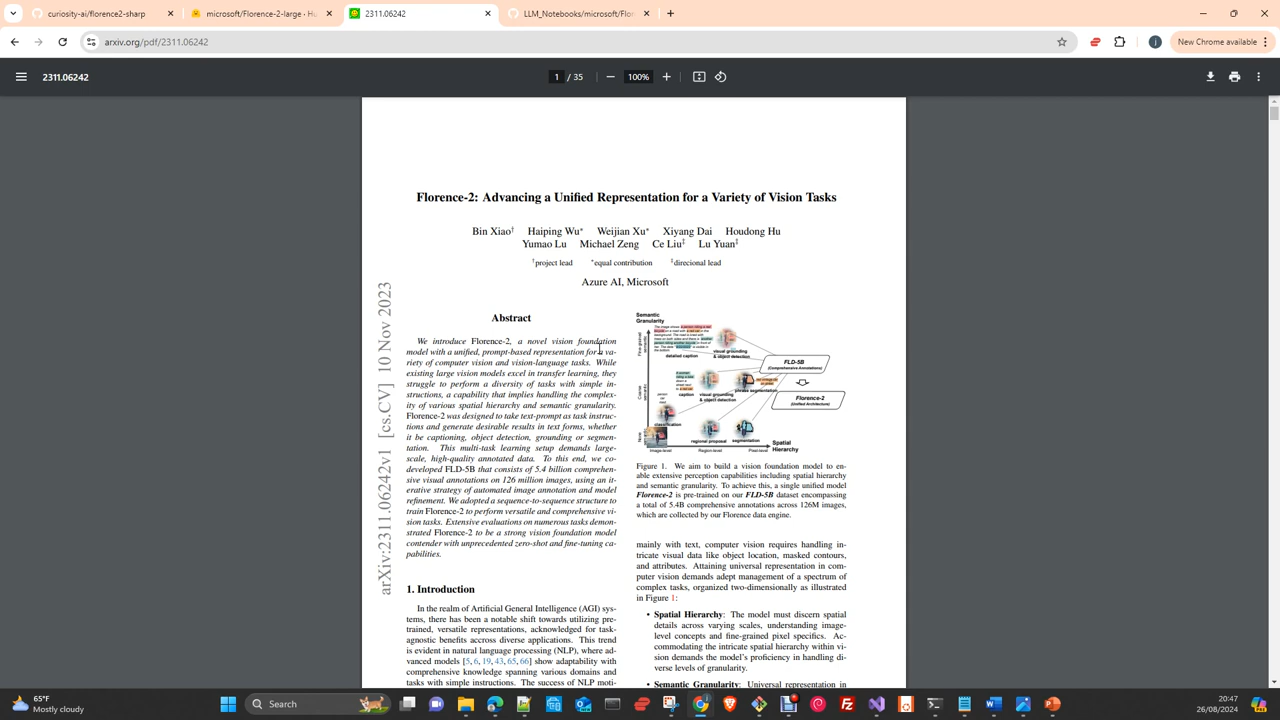 curiosity-ai/florence2-sharp
microsoft/Florence-2-large · Hu
2311.06242
LLM_Notebooks/microsoft/Flor
arxiv.org/pdf/2311.06242
New Chrome available
2311.06242
1 / 35
100%
Florence-2: Advancing a Unified Representation for a Variety of Vision Tasks
Bin Xiao† Haiping Wu* Weijian Xu* Xiyang Dai Houdong Hu
Yumao Lu Michael Zeng Ce Liu‡ Lu Yuan‡
†project lead *equal contribution ‡direcional lead
Azure AI, Microsoft
arXiv:2311.06242v1 [cs.CV] 10 Nov 2023
Abstract
We introduce Florence-2, a novel vision foundation
model with a unified, prompt-based representation for a va-
riety of computer vision and vision-language tasks. While
existing large vision models excel in transfer learning, they
struggle to perform a diversity of tasks with simple in-
structions, a capability that implies handling the complex-
ity of various spatial hierarchy and semantic granularity.
Florence-2 was designed to take text-prompt as task instruc-
tions and generate desirable results in text forms, whether
it be captioning, object detection, grounding or segmen-
tation. This multi-task learning setup demands large-
scale, high-quality annotated data. To this end, we co-
developed FLD-5B that consists of 5.4 billion comprehen-
sive visual annotations on 126 million images, using an it-
erative strategy of automated image annotation and model
refinement. We adopted a sequence-to-sequence structure to
train Florence-2 to perform versatile and comprehensive vi-
sion tasks. Extensive evaluations on numerous tasks demon-
strated Florence-2 to be a strong vision foundation model
contender with unprecedented zero-shot and fine-tuning ca-
pabilities.
1. Introduction
In the realm of Artificial General Intelligence (AGI) sys-
tems, there has been a notable shift towards utilizing pre-
trained, versatile representations, acknowledged for task-
agnostic benefits accross diverse applications. This trend
is evident in natural language processing (NLP), where ad-
vanced models [5, 6, 19, 43, 65, 66] show adaptability with
comprehensive knowledge spanning various domains and
tasks with simple instructions. The success of NLP moti-
Semantic
Granularity
detailed caption
visual grounding
& object detection
FLD-5B
(Comprehensive Annotations)
caption
visual grounding
& object detection
phrase segmentation
Florence-2
(Unified Architecture)
classification
regional proposal
segmentation
Image-level
Region-level
Pixel-level
Spatial
Hierarchy
Figure 1. We aim to build a vision foundation model to en-
able extensive perception capabilities including spatial hierarchy
and semantic granularity. To achieve this, a single unified model
Florence-2 is pre-trained on our FLD-5B dataset encompassing
a total of 5.4B comprehensive annotations across 126M images,
which are collected by our Florence data engine.
mainly with text, computer vision requires handling in-
tricate visual data like object location, masked contours,
and attributes. Attaining universal representation in com-
puter vision demands adept management of a spectrum of
complex tasks, organized two-dimensionally as illustrated
in Figure 1:
• Spatial Hierarchy: The model must discern spatial
details across varying scales, understanding image-
level concepts and fine-grained pixel specifics. Ac-
commodating the intricate spatial hierarchy within vi-
sion demands the model's proficiency in handling di-
verse levels of granularity.
• Semantic Granularity: Universal representation in
65°F
Mostly cloudy
Search
20:47
26/08/2024